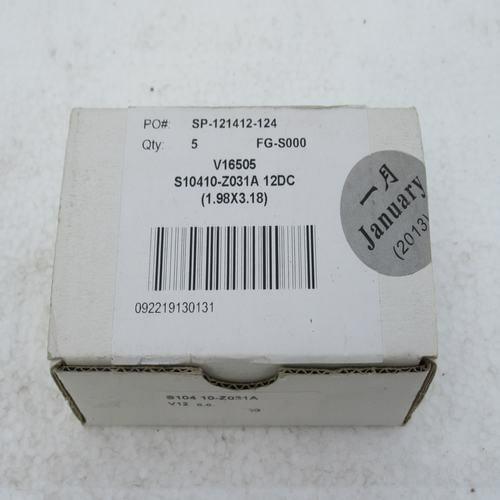 PO#: SP-121412-124
Qty: 5 FG-S000
V16505
S10410-Z031A 12DC
(1.98X3.18)
092219130131
一月
January
(2013)
S104 10-Z031A
V12 D.C.